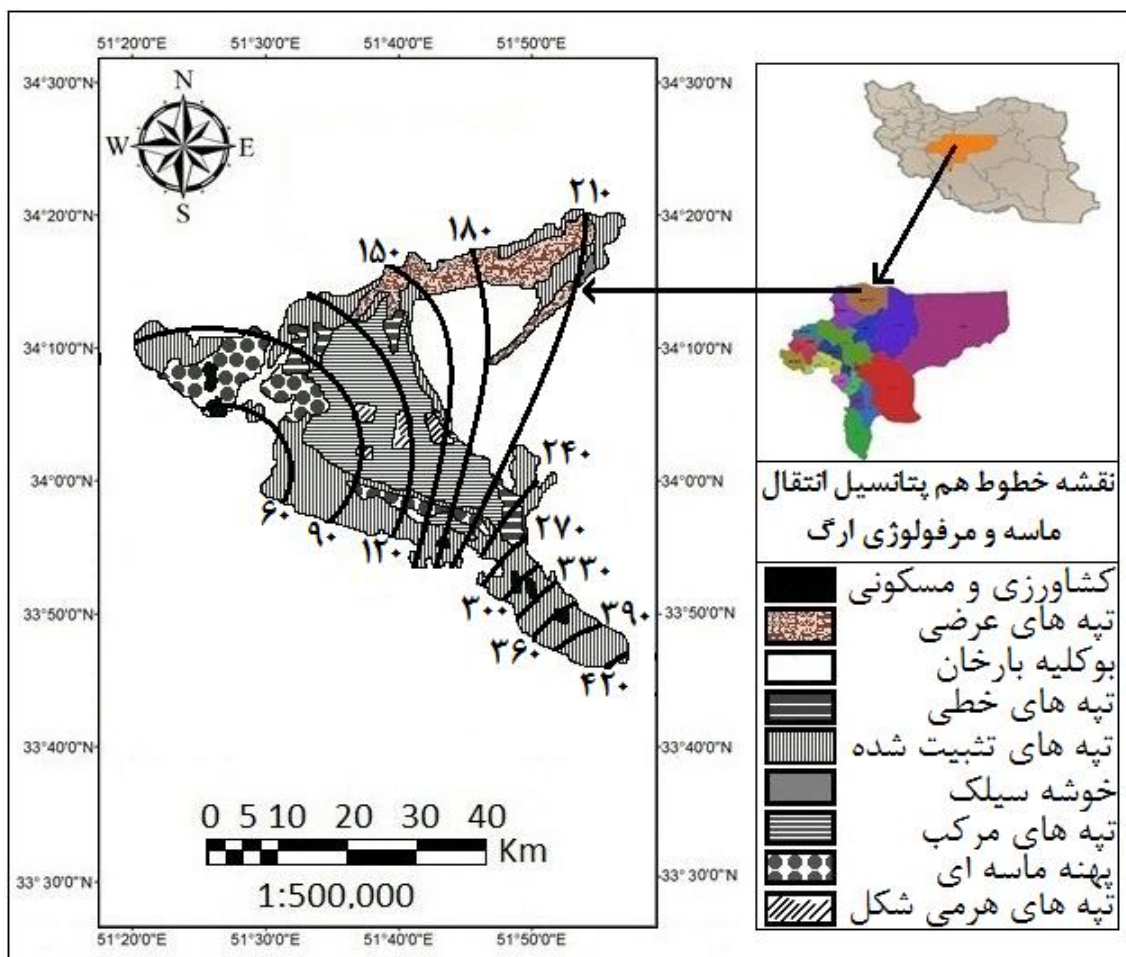 51°20'0"E 51°30'0"E 51°40'0"E 51°50'0"E
34°30'0"N 34°30'0"N
34°20'0"N 34°20'0"N
34°10'0"N 34°10'0"N
34°0'0"N 34°0'0"N
33°50'0"N 33°50'0"N
33°40'0"N 33°40'0"N
33°30'0"N 33°30'0"N
51°20'0"E 51°30'0"E 51°40'0"E 51°50'0"E
N
W E
S
۲۱۰
۱۸۰
۱۵۰
۲۴۰
۶۰
۹۰
۱۲۰
۲۷۰
۳۳۰
۳۰۰
۳۹۰
۳۶۰
۴۲۰
0 5 10 20 30 40
Km
1:500,000
نقشه خطوط هم پتانسیل انتقال
ماسه و مرفولوژی ارگ
کشاورزی و مسکونی
تپه های عرضی
بوکلیه بارخان
تپه های خطی
تپه های تثبیت شده
خوشه سیلک
تپه های مرکب
پهنه ماسه ای
تپه های هرمی شکل